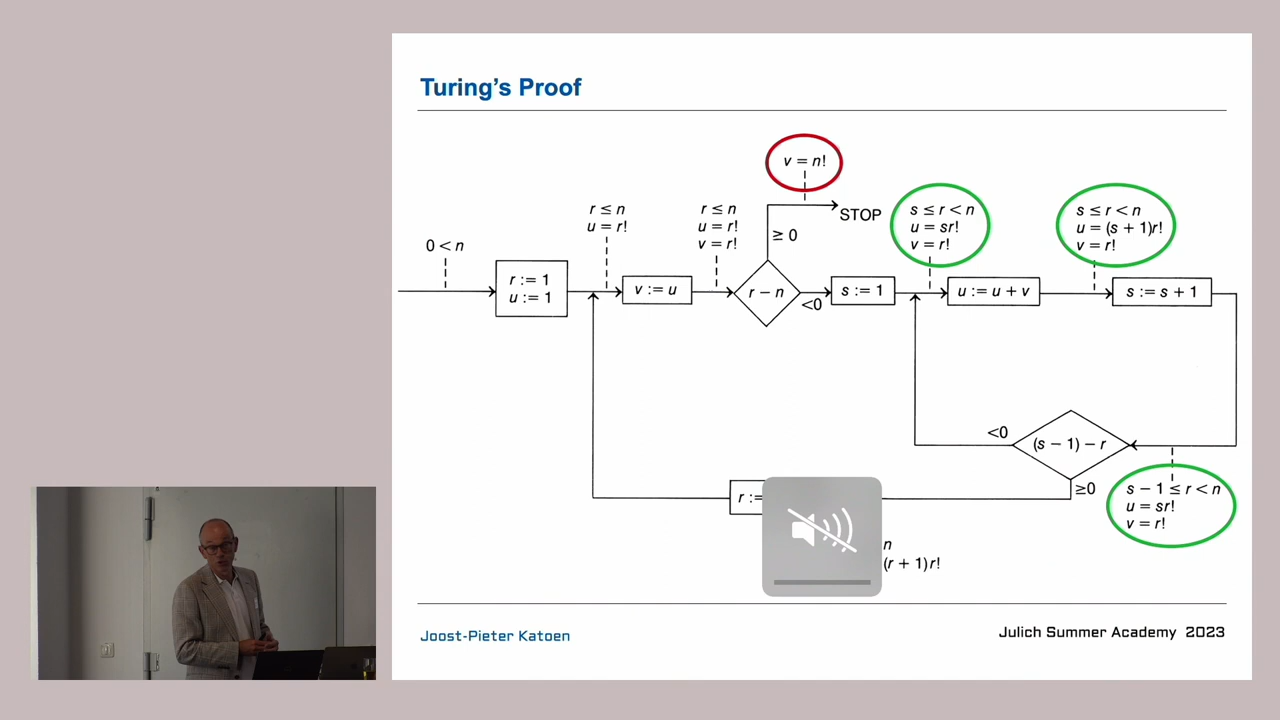 Turing's Proof
v = n!
STOP
≥ 0
0 < n
r ≤ n
u = r!
r ≤ n
u = r!
v = r!
s ≤ r < n
u = sr!
v = r!
s ≤ r < n
u = (s + 1)r!
v = r!
r := 1
u := 1
v := u
r − n
<0
s := 1
u := u + v
s := s + 1
<0
(s − 1) − r
≥0
s − 1 ≤ r < n
u = sr!
v = r!
r :=
n
(r + 1)r!
Joost-Pieter Katoen
Julich Summer Academy 2023